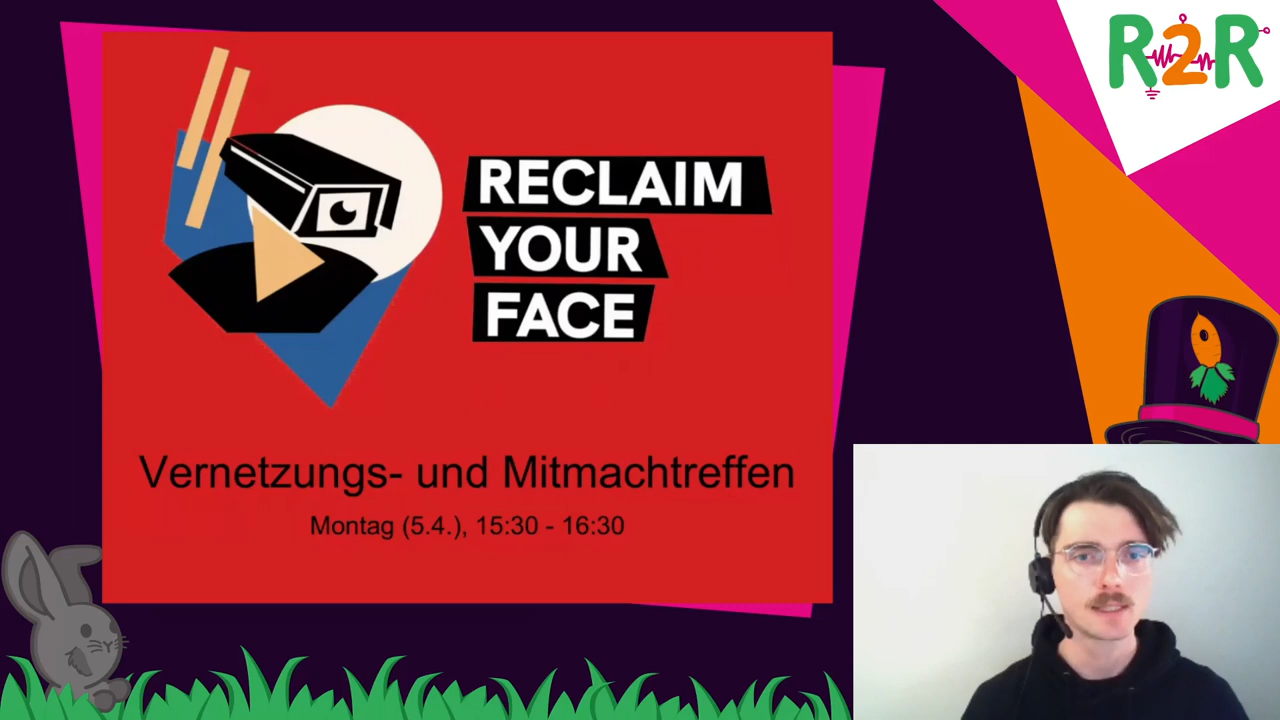 R2R
RECLAIM
YOUR
FACE
Vernetzungs- und Mitmachtreffen
Montag (5.4.), 15:30 - 16:30